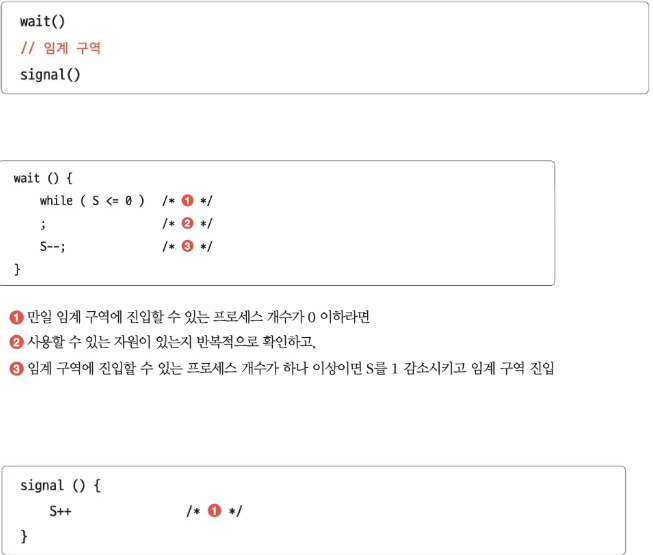 wait()
// 임계 구역
signal()
wait () {
while ( S <= 0 ) /* ❶ */
; /* ❷ */
S--; /* ❸ */
}
❶ 만일 임계 구역에 진입할 수 있는 프로세스 개수가 0 이하라면
❷ 사용할 수 있는 자원이 있는지 반복적으로 확인하고,
❸ 임계 구역에 진입할 수 있는 프로세스 개수가 하나 이상이면 S를 1 감소시키고 임계 구역 진입
signal () {
S++ /* ❶ */
}